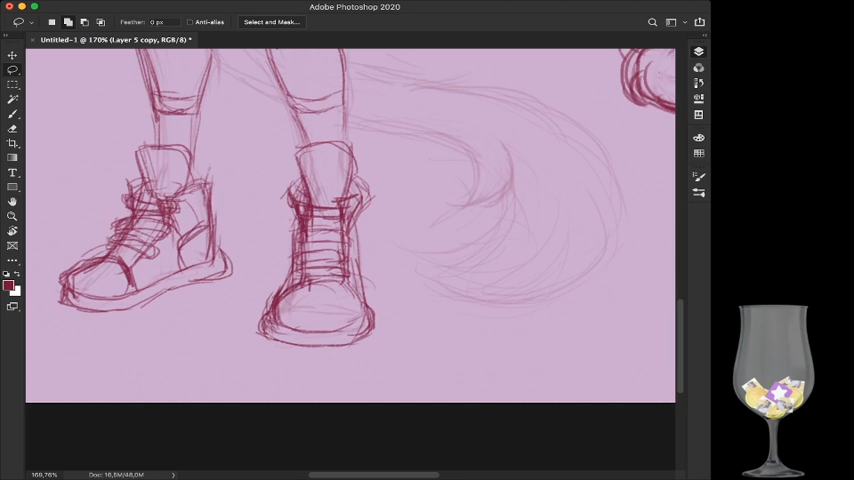 Adobe Photoshop 2020
Feather: 0 px
Anti-alias
Select and Mask...
Untitled-1 @ 170% (Layer 5 copy, RGB/8) *
169,76%
Doc: 16,5M/46,0M